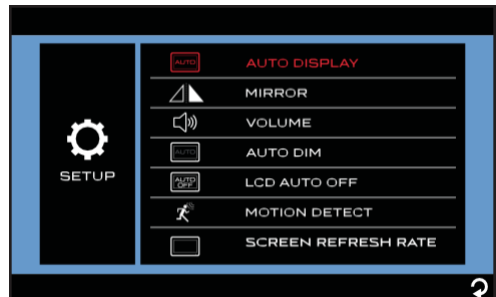 AUTO AUTO DISPLAY
MIRROR
VOLUME
AUTO AUTO DIM
SETUP
AUTO OFF LCD AUTO OFF
MOTION DETECT
SCREEN REFRESH RATE